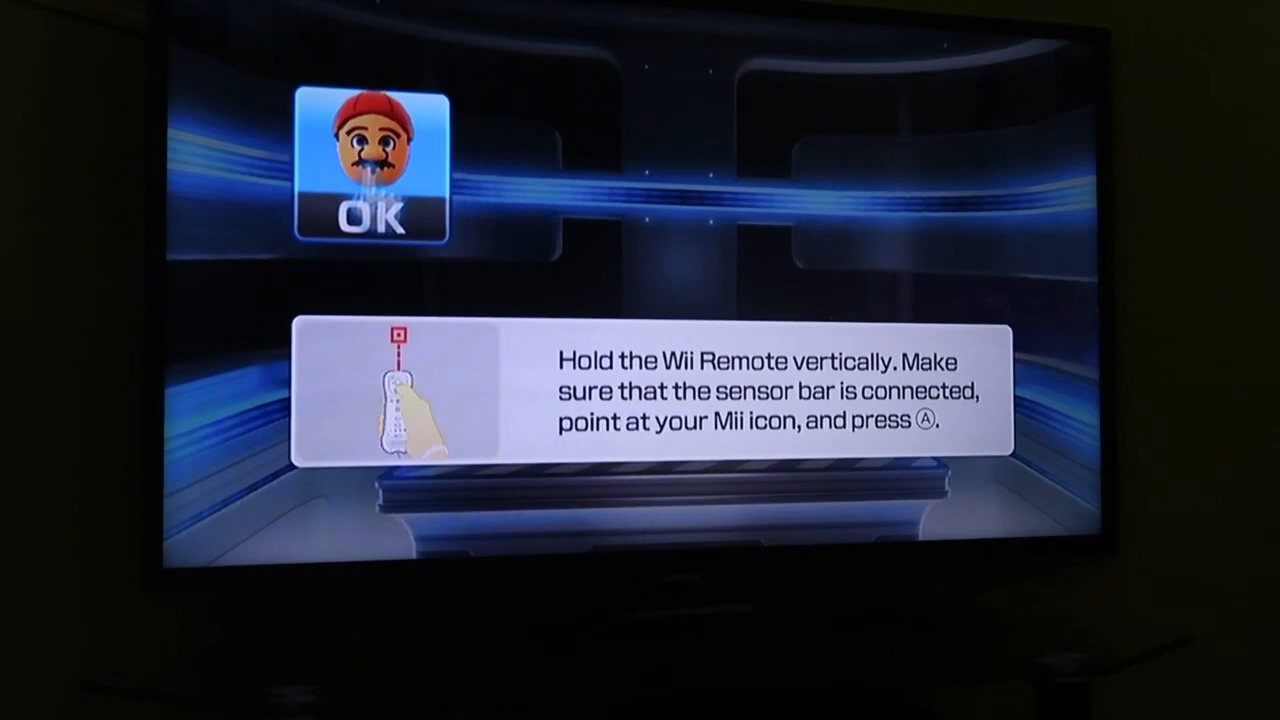 OK
Hold the Wii Remote vertically. Make
sure that the sensor bar is connected,
point at your Mii icon, and press Ⓐ.